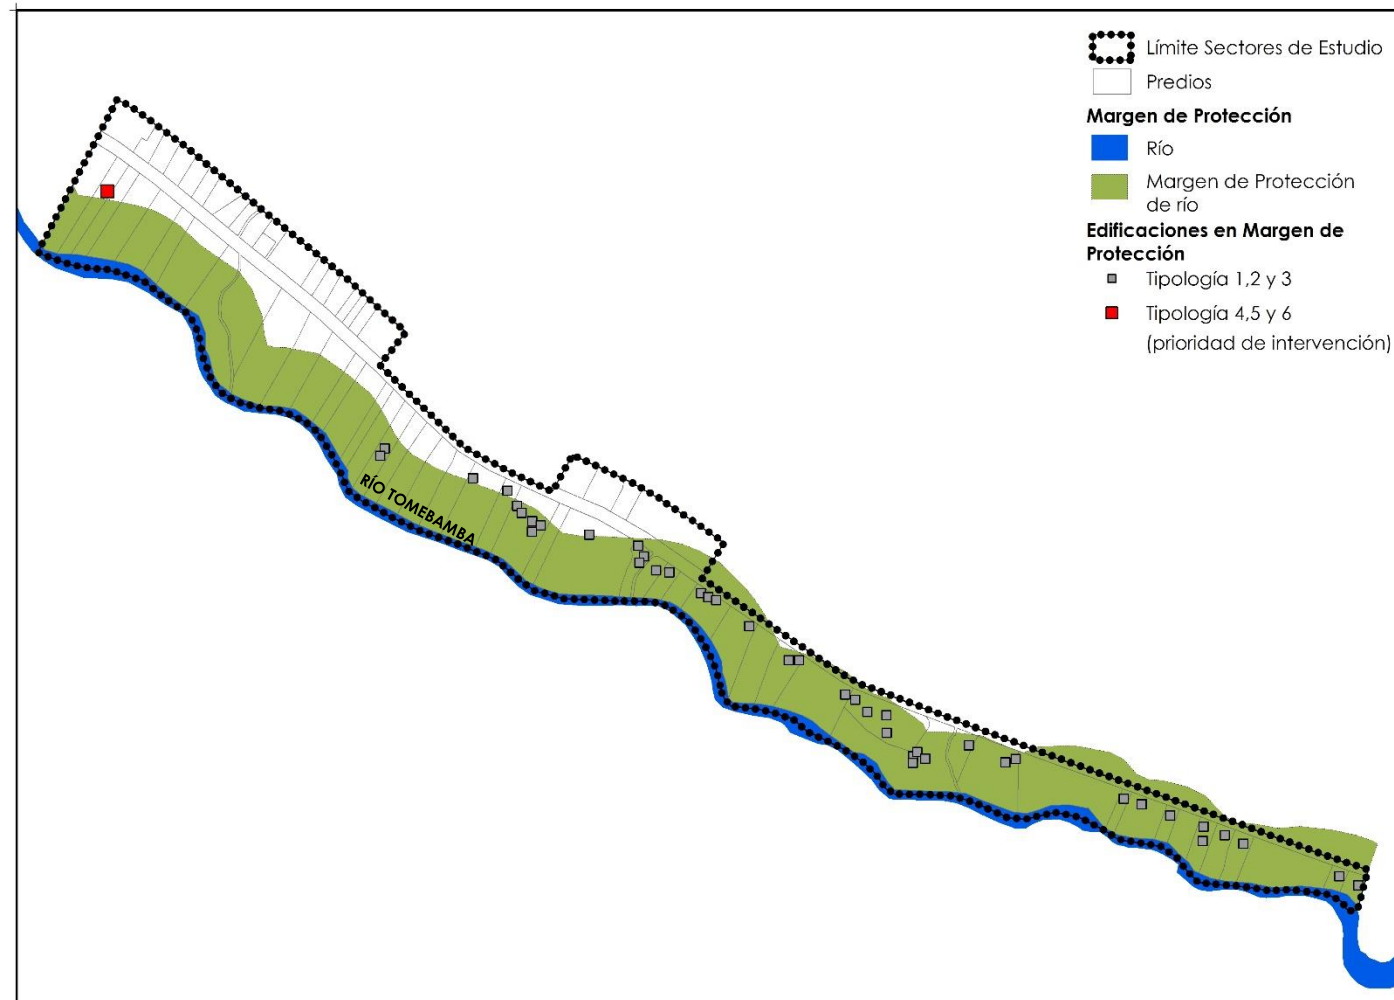 Límite Sectores de Estudio
Predios
Margen de Protección
Río
Margen de Protección
de río
Edificaciones en Margen de
Protección
Tipología 1,2 y 3
Tipología 4,5 y 6
(prioridad de intervención)
RÍO TOMEBAMBA